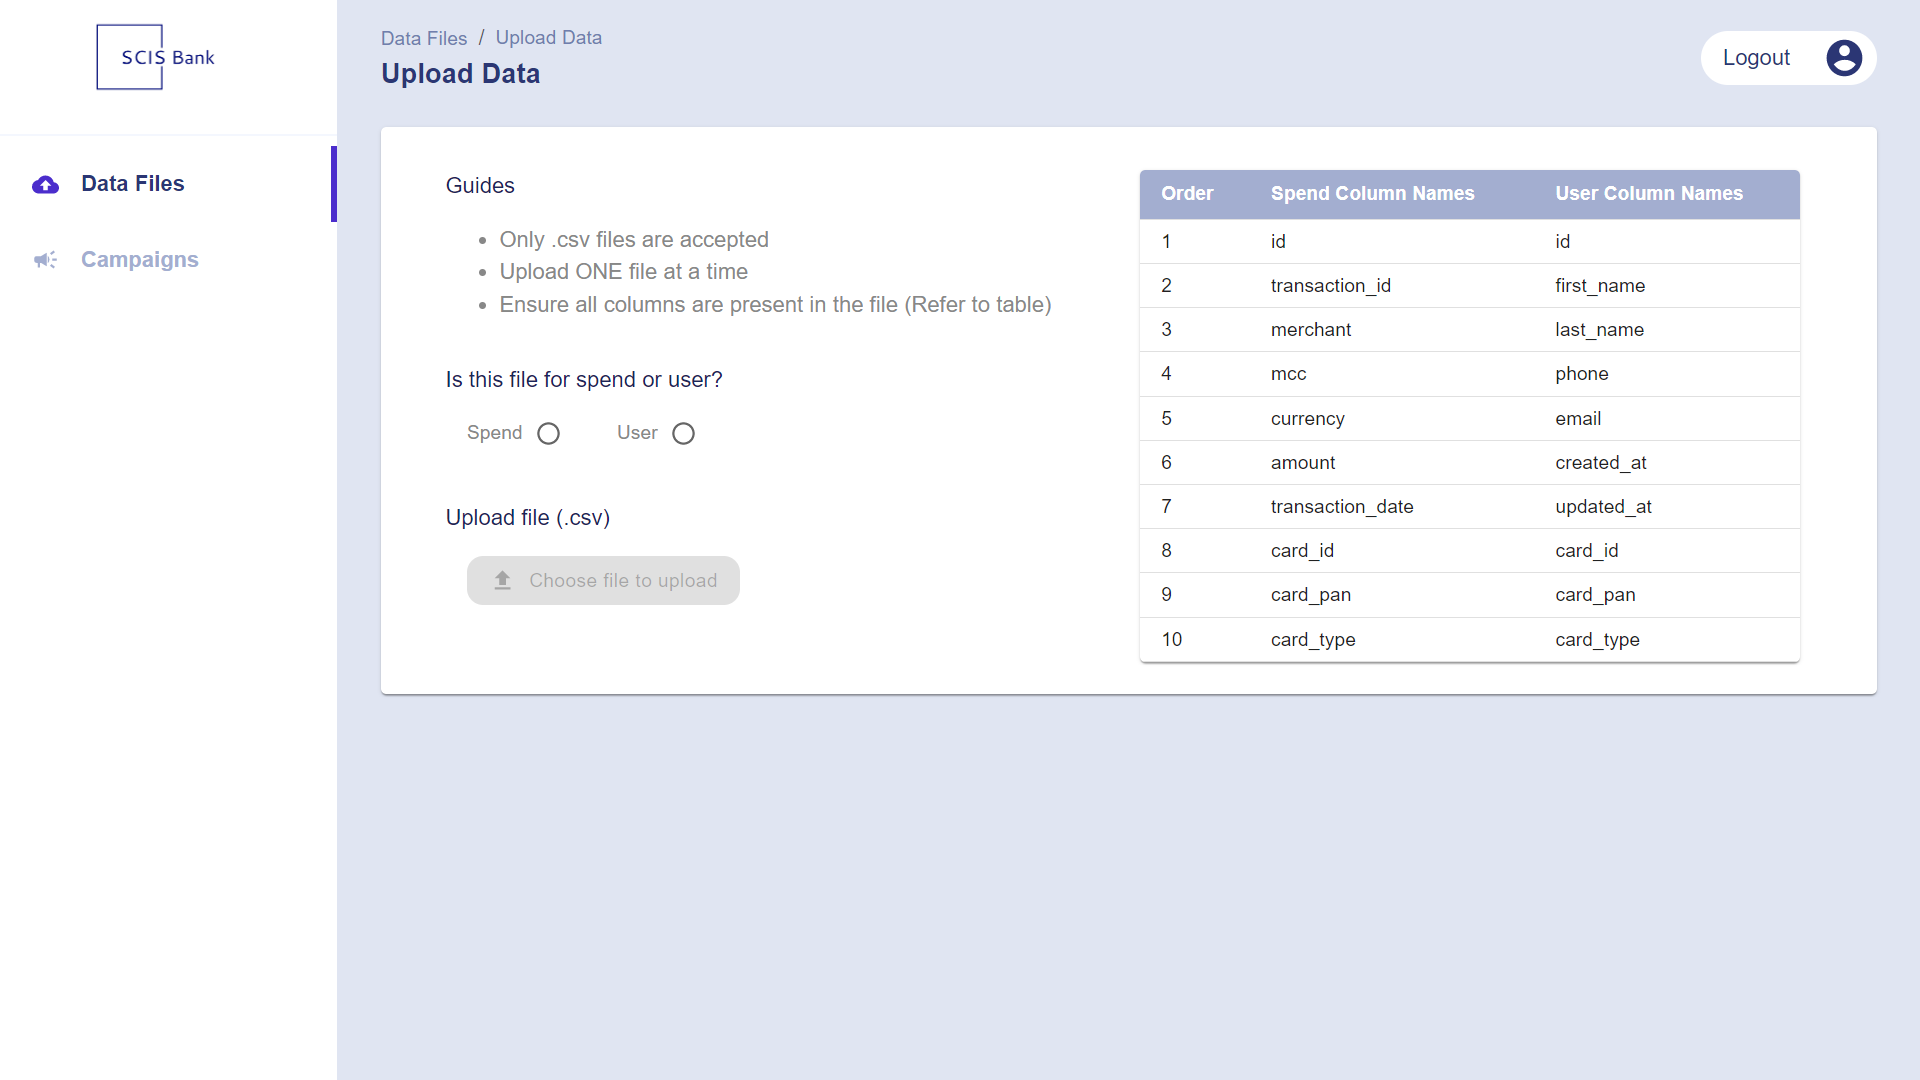 SCIS Bank
Data Files
Campaigns
Data Files / Upload Data
Upload Data
Logout
Guides
Only .csv files are accepted
Upload ONE file at a time
Ensure all columns are present in the file (Refer to table)
Is this file for spend or user?
Spend User
Upload file (.csv)
Choose file to upload
Order Spend Column Names User Column Names
1 id id
2 transaction_id first_name
3 merchant last_name
4 mcc phone
5 currency email
6 amount created_at
7 transaction_date updated_at
8 card_id card_id
9 card_pan card_pan
10 card_type card_type